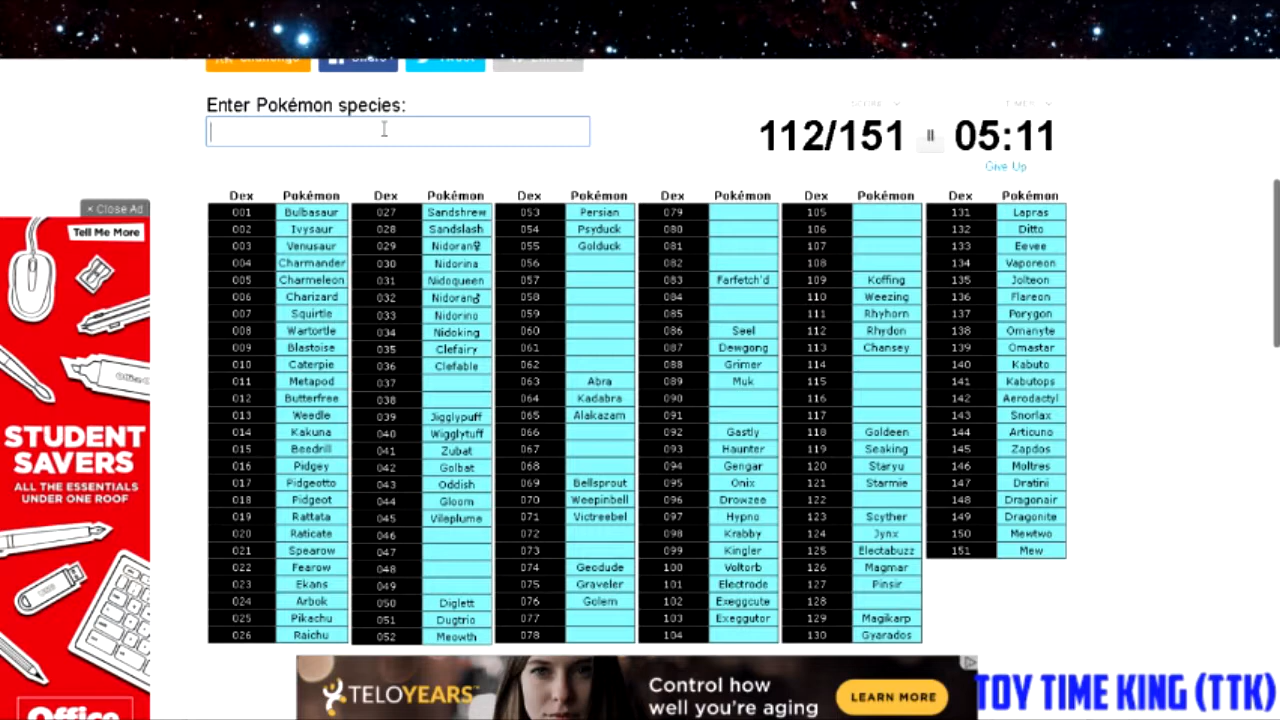 Enter Pokémon species:
112/151
05:11
Give Up
× Close Ad
Tell Me More
STUDENT
SAVERS
ALL THE ESSENTIALS
UNDER ONE ROOF
Office
Dex Pokémon Dex Pokémon Dex Pokémon Dex Pokémon Dex Pokémon Dex Pokémon
001 Bulbasaur 027 Sandshrew 053 Persian 079 105 131 Lapras
002 Ivysaur 028 Sandslash 054 Psyduck 080 106 132 Ditto
003 Venusaur 029 Nidoran♀ 055 Golduck 081 107 133 Eevee
004 Charmander 030 Nidorina 056 082 108 134 Vaporeon
005 Charmeleon 031 Nidoqueen 057 083 Farfetch'd 109 Koffing 135 Jolteon
006 Charizard 032 Nidoran♂ 058 084 110 Weezing 136 Flareon
007 Squirtle 033 Nidorino 059 085 111 Rhyhorn 137 Porygon
008 Wartortle 034 Nidoking 060 086 Seel 112 Rhydon 138 Omanyte
009 Blastoise 035 Clefairy 061 087 Dewgong 113 Chansey 139 Omastar
010 Caterpie 036 Clefable 062 088 Grimer 114 140 Kabuto
011 Metapod 037 063 Abra 089 Muk 115 141 Kabutops
012 Butterfree 038 064 Kadabra 090 116 142 Aerodactyl
013 Weedle 039 Jigglypuff 065 Alakazam 091 117 143 Snorlax
014 Kakuna 040 Wigglytuff 066 092 Gastly 118 Goldeen 144 Articuno
015 Beedrill 041 Zubat 067 093 Haunter 119 Seaking 145 Zapdos
016 Pidgey 042 Golbat 068 094 Gengar 120 Staryu 146 Moltres
017 Pidgeotto 043 Oddish 069 Bellsprout 095 Onix 121 Starmie 147 Dratini
018 Pidgeot 044 Gloom 070 Weepinbell 096 Drowzee 122 148 Dragonair
019 Rattata 045 Vileplume 071 Victreebel 097 Hypno 123 Scyther 149 Dragonite
020 Raticate 046 072 098 Krabby 124 Jynx 150 Mewtwo
021 Spearow 047 073 099 Kingler 125 Electabuzz 151 Mew
022 Fearow 048 074 Geodude 100 Voltorb 126 Magmar
023 Ekans 049 075 Graveler 101 Electrode 127 Pinsir
024 Arbok 050 Diglett 076 Golem 102 Exeggcute 128
025 Pikachu 051 Dugtrio 077 103 Exeggutor 129 Magikarp
026 Raichu 052 Meowth 078 104 130 Gyarados
TELOYEARS
Control how
well you're aging
LEARN MORE
TOY TIME KING (TTK)